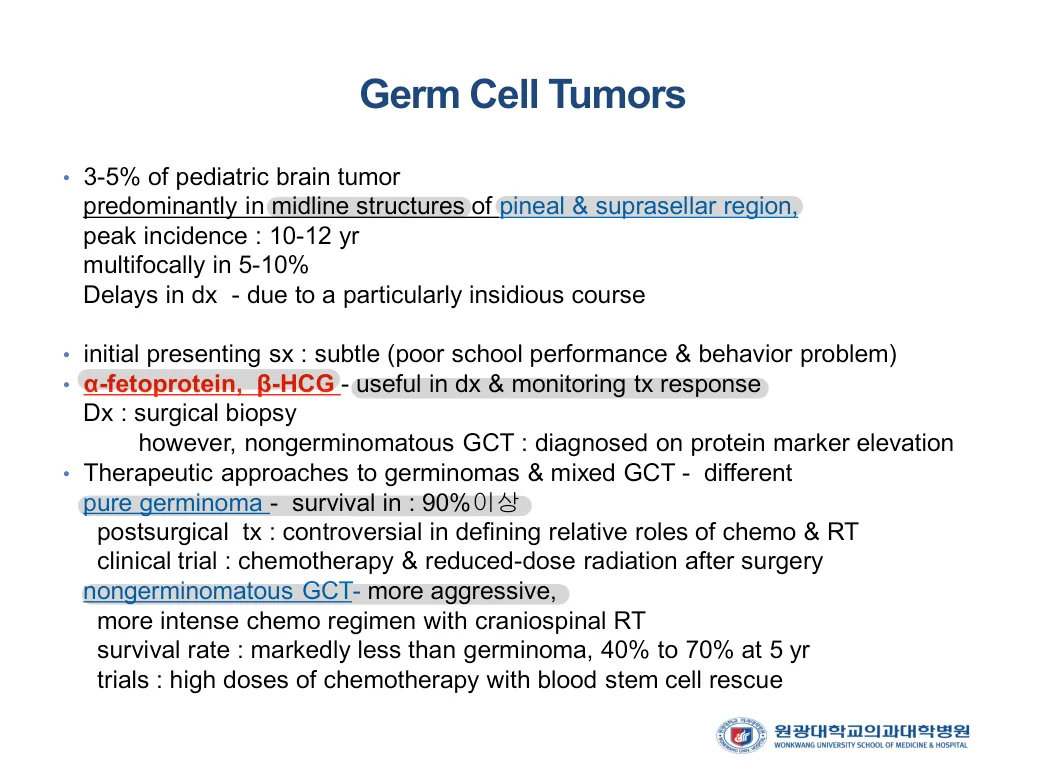 Germ Cell Tumors
• 3-5% of pediatric brain tumor
predominantly in midline structures of pineal & suprasellar region,
peak incidence : 10-12 yr
multifocally in 5-10%
Delays in dx - due to a particularly insidious course
• initial presenting sx : subtle (poor school performance & behavior problem)
• α-fetoprotein, β-HCG - useful in dx & monitoring tx response
Dx : surgical biopsy
however, nongerminomatous GCT : diagnosed on protein marker elevation
• Therapeutic approaches to germinomas & mixed GCT - different
pure germinoma - survival in : 90%이상
postsurgical tx : controversial in defining relative roles of chemo & RT
clinical trial : chemotherapy & reduced-dose radiation after surgery
nongerminomatous GCT- more aggressive,
more intense chemo regimen with craniospinal RT
survival rate : markedly less than germinoma, 40% to 70% at 5 yr
trials : high doses of chemotherapy with blood stem cell rescue
원광대학교의과대학병원
WONKWANG UNIVERSITY SCHOOL OF MEDICINE & HOSPITAL